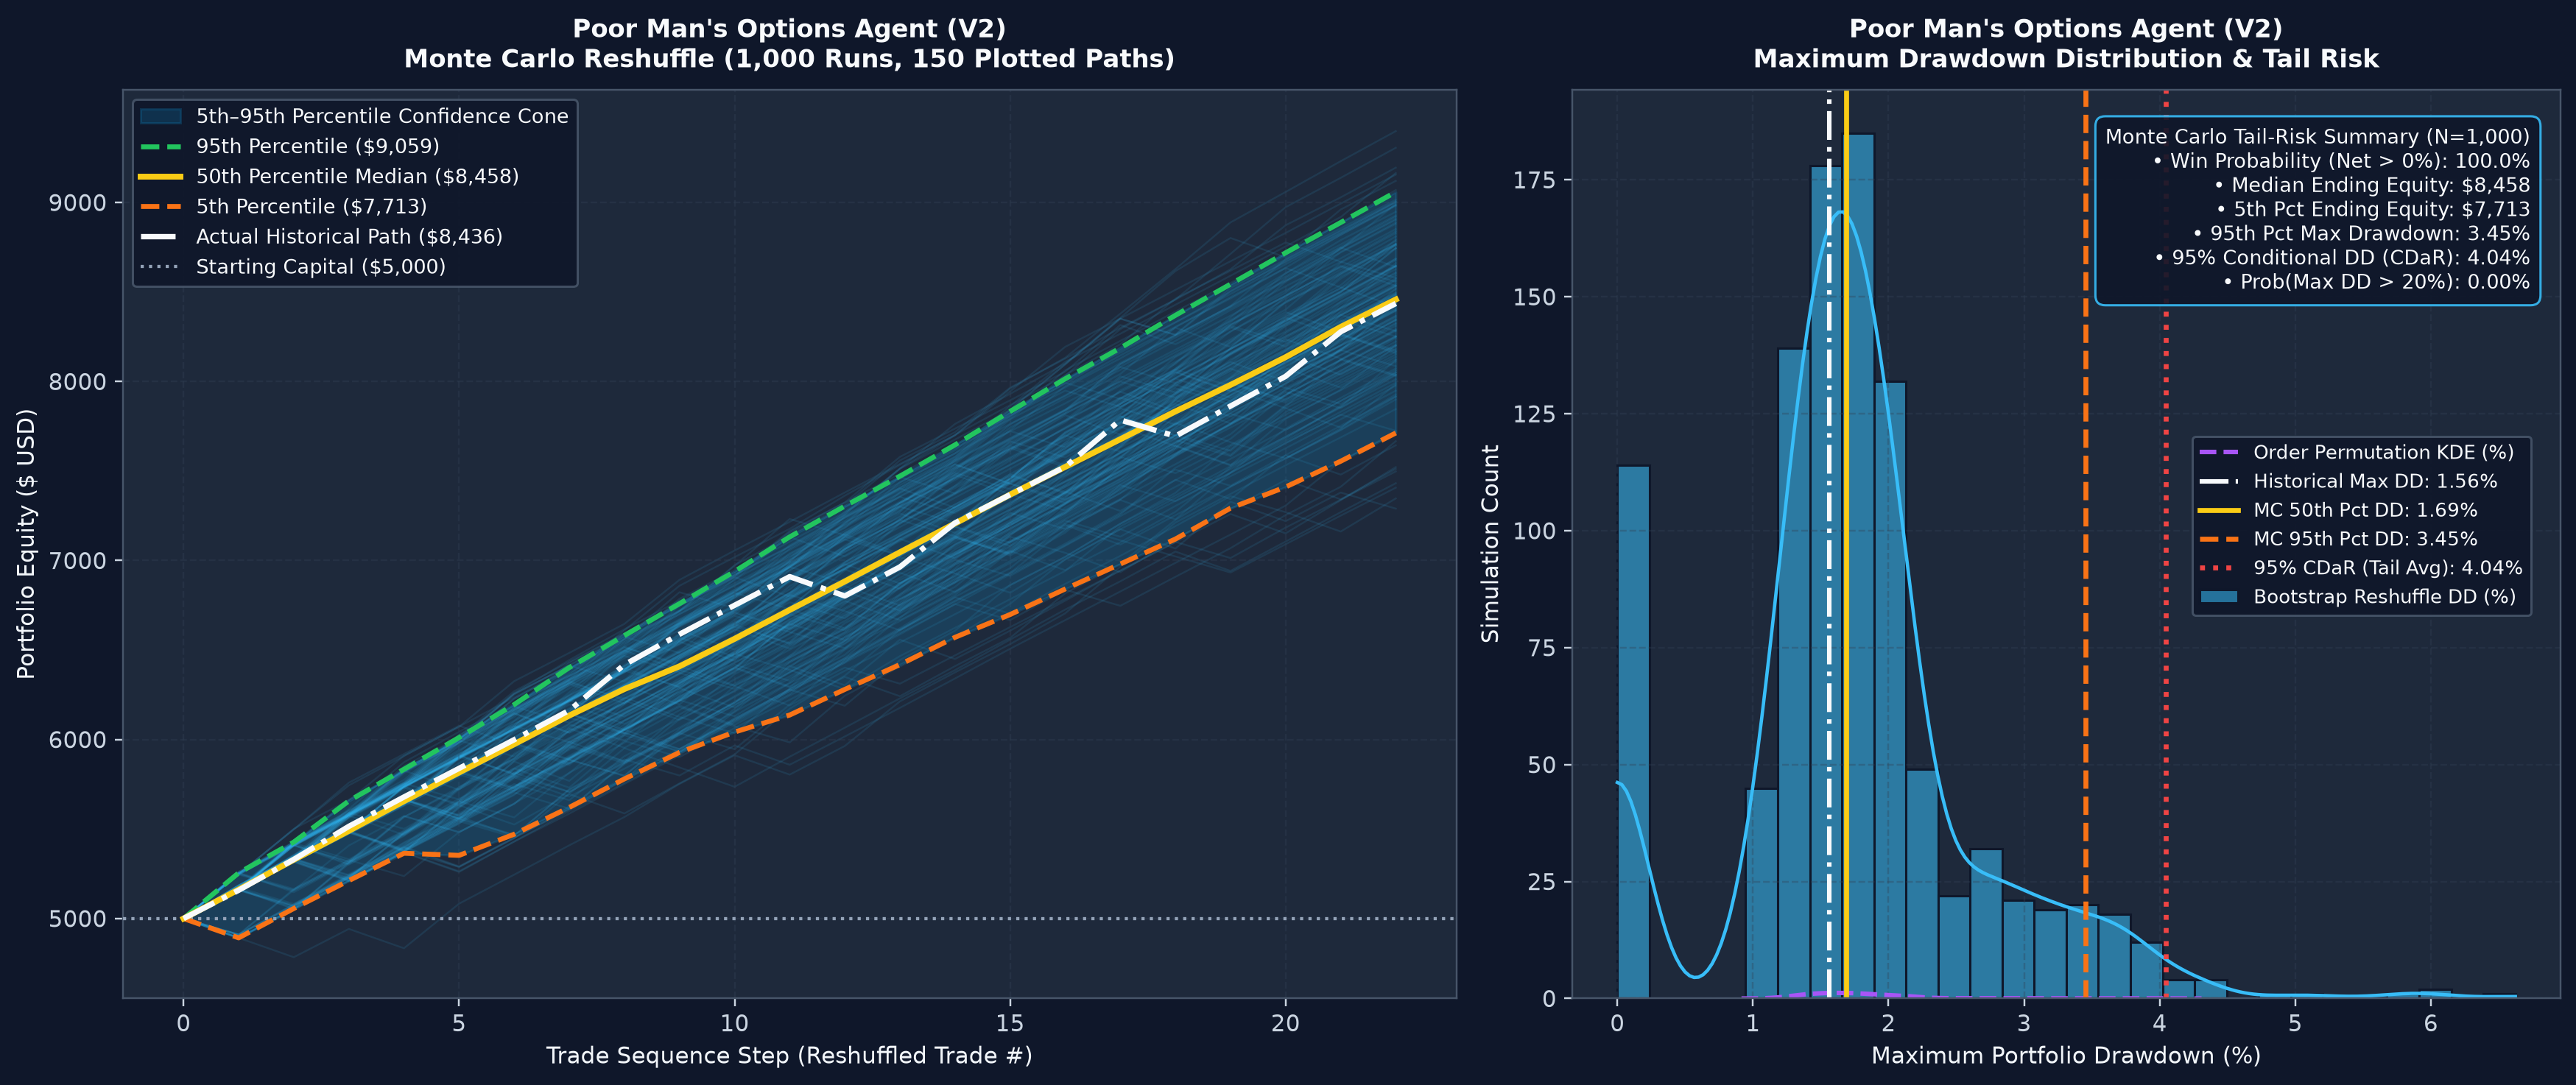 Poor Man's Options Agent (V2)
Monte Carlo Reshuffle (1,000 Runs, 150 Plotted Paths)
5th–95th Percentile Confidence Cone
95th Percentile ($9,059)
50th Percentile Median ($8,458)
5th Percentile ($7,713)
Actual Historical Path ($8,436)
Starting Capital ($5,000)
Portfolio Equity ($ USD)
9000
8000
7000
6000
5000
0 5 10 15 20
Trade Sequence Step (Reshuffled Trade #)
Poor Man's Options Agent (V2)
Maximum Drawdown Distribution & Tail Risk
Monte Carlo Tail-Risk Summary (N=1,000)
• Win Probability (Net > 0%): 100.0%
• Median Ending Equity: $8,458
• 5th Pct Ending Equity: $7,713
• 95th Pct Max Drawdown: 3.45%
• 95% Conditional DD (CDaR): 4.04%
• Prob(Max DD > 20%): 0.00%
Order Permutation KDE (%)
Historical Max DD: 1.56%
MC 50th Pct DD: 1.69%
MC 95th Pct DD: 3.45%
95% CDaR (Tail Avg): 4.04%
Bootstrap Reshuffle DD (%)
Simulation Count
175
150
125
100
75
50
25
0
0 1 2 3 4 5 6
Maximum Portfolio Drawdown (%)